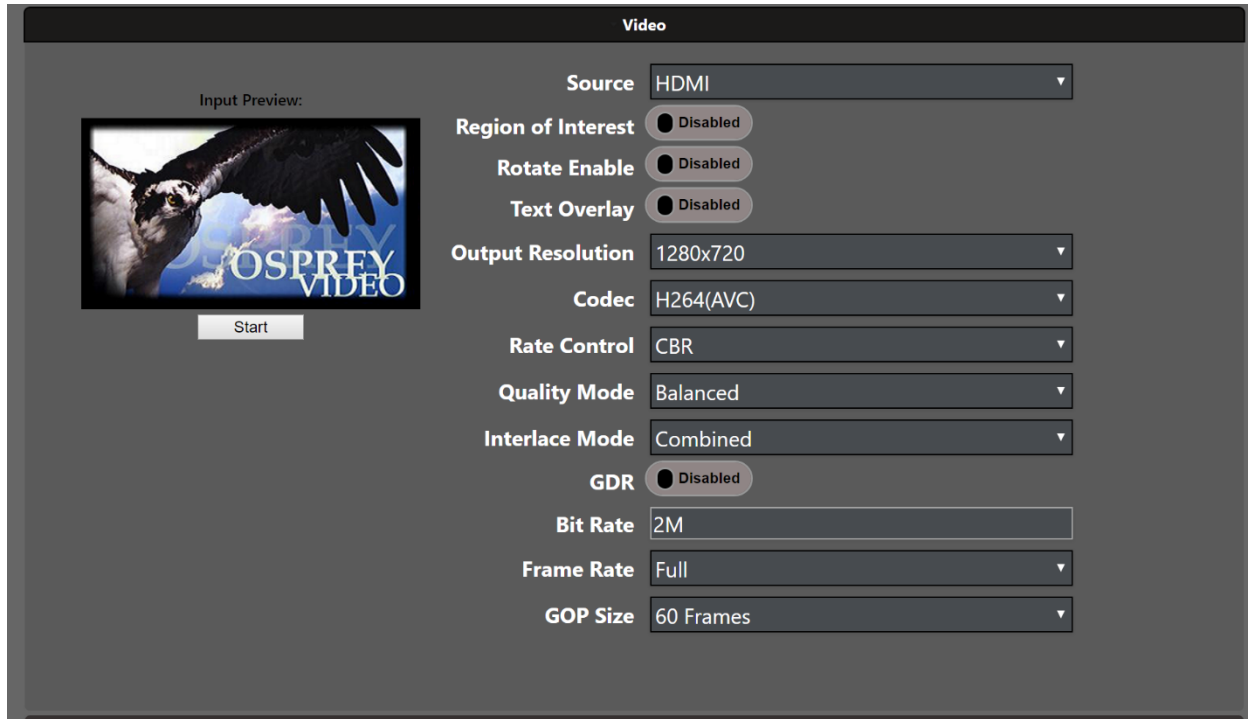 Video
Input Preview:
OSPREY
OSPREY
VIDEO
Start
Source HDMI
Region of Interest Disabled
Rotate Enable Disabled
Text Overlay Disabled
Output Resolution 1280x720
Codec H264(AVC)
Rate Control CBR
Quality Mode Balanced
Interlace Mode Combined
GDR Disabled
Bit Rate 2M
Frame Rate Full
GOP Size 60 Frames